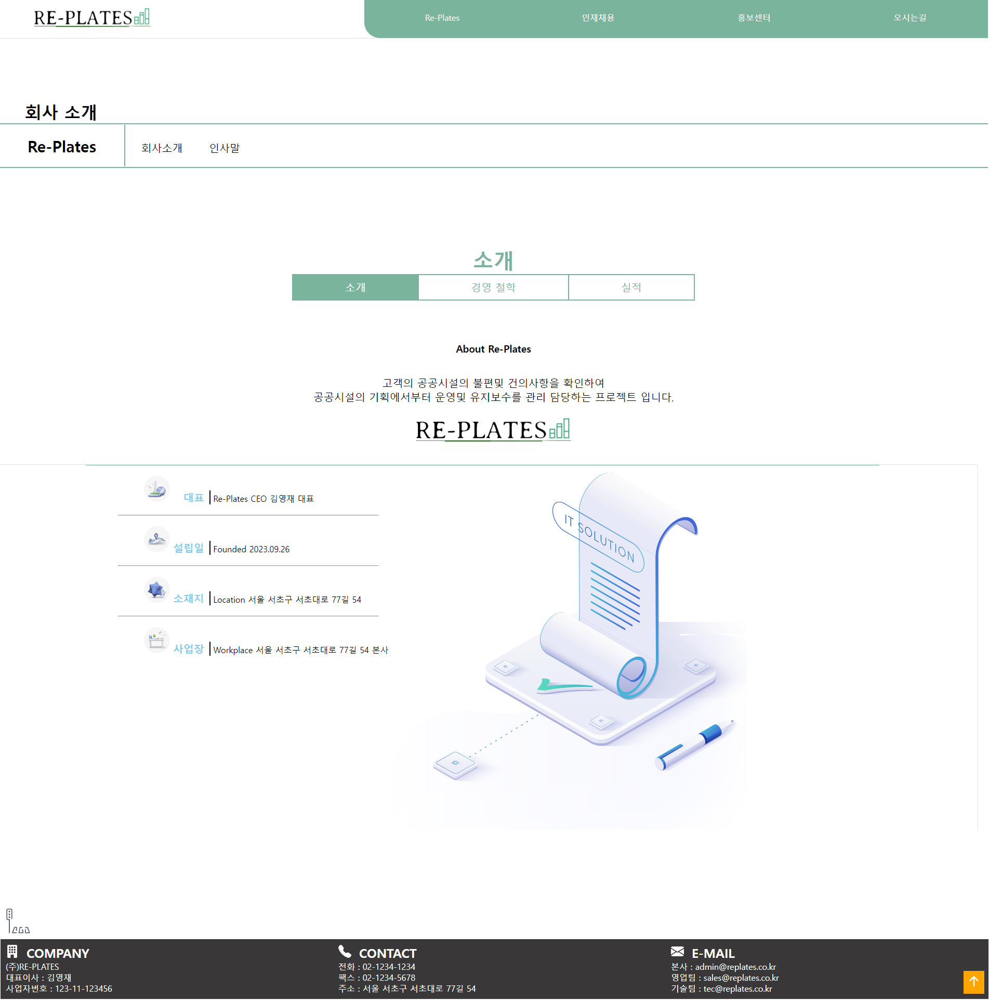 RE-PLATES
Re-Plates
인재채용
홍보센터
오시는길
회사 소개
Re-Plates
회사소개
인사말
소개
소개
경영 철학
실적
About Re-Plates
고객의 공공시설의 불편및 건의사항을 확인하여
공공시설의 기획에서부터 운영및 유지보수를 관리 담당하는 프로젝트 입니다.
RE-PLATES
대표 Re-Plates CEO 김영재 대표
설립일 Founded 2023.09.26
소재지 Location 서울 서초구 서초대로 77길 54
사업장 Workplace 서울 서초구 서초대로 77길 54 본사
IT SOLUTION
COMPANY
(주)RE-PLATES
대표이사 : 김영재
사업자번호 : 123-11-123456
CONTACT
전화 : 02-1234-1234
팩스 : 02-1234-5678
주소 : 서울 서초구 서초대로 77길 54
E-MAIL
본사 : admin@replates.co.kr
영업팀 : sales@replates.co.kr
기술팀 : tec@replates.co.kr